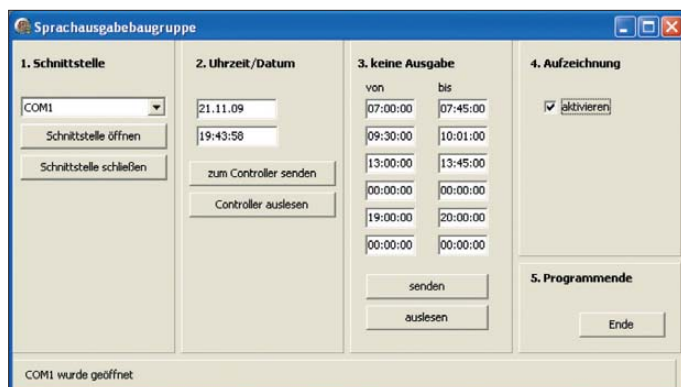 Sprachausgabebaugruppe
1. Schnittstelle
COM1
Schnittstelle öffnen
Schnittstelle schließen
2. Uhrzeit/Datum
21.11.09
19:43:58
zum Controller senden
Controller auslesen
3. keine Ausgabe
von bis
07:00:00 07:45:00
09:30:00 10:01:00
13:00:00 13:45:00
00:00:00 00:00:00
19:00:00 20:00:00
00:00:00 00:00:00
senden
auslesen
4. Aufzeichnung
aktivieren
5. Programmende
Ende
COM1 wurde geöffnet